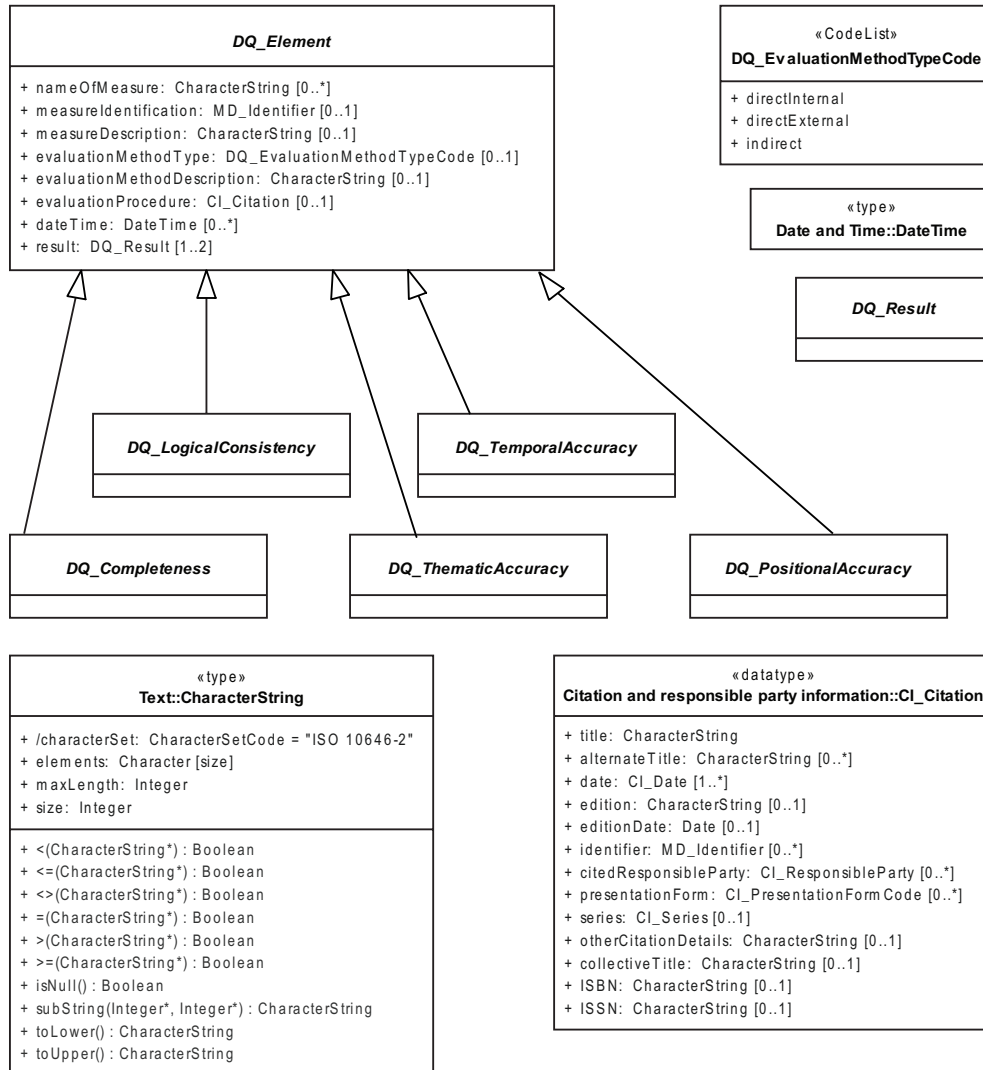 DQ_Element
+ nameOfMeasure: CharacterString [0..*]
+ measureIdentification: MD_Identifier [0..1]
+ measureDescription: CharacterString [0..1]
+ evaluationMethodType: DQ_EvaluationMethodTypeCode [0..1]
+ evaluationMethodDescription: CharacterString [0..1]
+ evaluationProcedure: CI_Citation [0..1]
+ dateTime: DateTime [0..*]
+ result: DQ_Result [1..2]
«CodeList»
DQ_EvaluationMethodTypeCode
+ directInternal
+ directExternal
+ indirect
«type»
Date and Time::DateTime
DQ_Result
DQ_LogicalConsistency
DQ_TemporalAccuracy
DQ_Completeness
DQ_ThematicAccuracy
DQ_PositionalAccuracy
«type»
Text::CharacterString
+ /characterSet: CharacterSetCode = "ISO 10646-2"
+ elements: Character [size]
+ maxLength: Integer
+ size: Integer
+ <(CharacterString*) : Boolean
+ <=(CharacterString*) : Boolean
+ <>(CharacterString*) : Boolean
+ =(CharacterString*) : Boolean
+ >(CharacterString*) : Boolean
+ >=(CharacterString*) : Boolean
+ isNull() : Boolean
+ subString(Integer*, Integer*) : CharacterString
+ toLower() : CharacterString
+ toUpper() : CharacterString
«datatype»
Citation and responsible party information::CI_Citation
+ title: CharacterString
+ alternateTitle: CharacterString [0..*]
+ date: CI_Date [1..*]
+ edition: CharacterString [0..1]
+ editionDate: Date [0..1]
+ identifier: MD_Identifier [0..*]
+ citedResponsibleParty: CI_ResponsibleParty [0..*]
+ presentationForm: CI_PresentationFormCode [0..*]
+ series: CI_Series [0..1]
+ otherCitationDetails: CharacterString [0..1]
+ collectiveTitle: CharacterString [0..1]
+ ISBN: CharacterString [0..1]
+ ISSN: CharacterString [0..1]